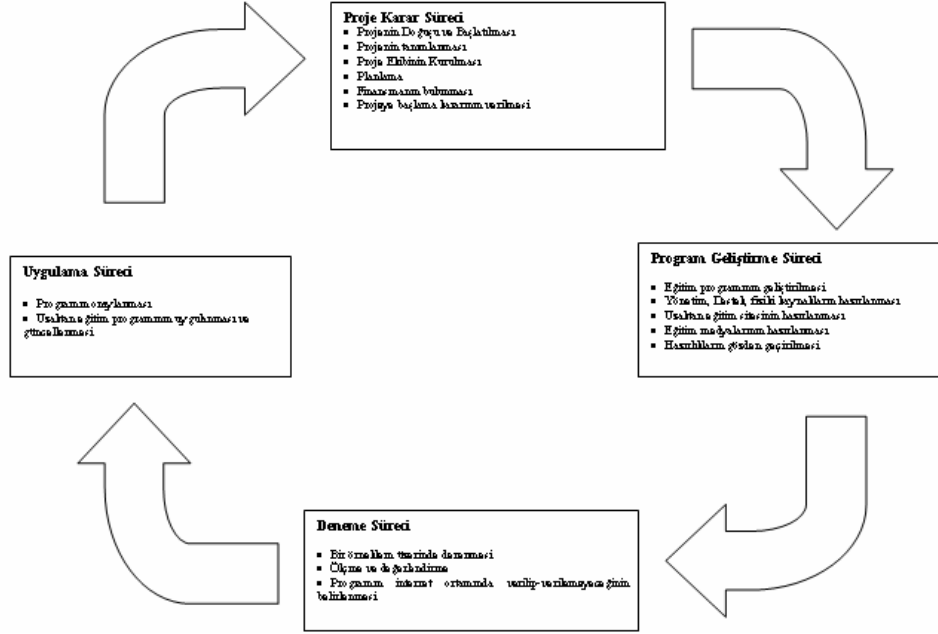 Proje Karar Süreci
▪ Projenin Doğuşu ve Başlatılması
▪ Projenin tanımlanması
▪ Proje Ekibinin Kurulması
▪ Planlama
▪ Finansmanın bulunması
▪ Projeye başlama kararının verilmesi
Program Geliştirme Süreci
▪ Eğitim programının geliştirilmesi
▪ Yönetim, Destek, fiziki kaynakların hazırlanması
▪ Uzaktan eğitim sitesinin hazırlanması
▪ Eğitim medyalarının hazırlanması
▪ Hazırlıkların gözden geçirilmesi
Deneme Süreci
▪ Bir örneklem üzerinde denenmesi
▪ Ölçme ve değerlendirme
▪ Programın internet ortamında verilip-verilemeyeceğinin
belirlenmesi
Uygulama Süreci
▪ Programın onaylanması
▪ Uzaktan eğitim programının uygulanması ve
güncellenmesi